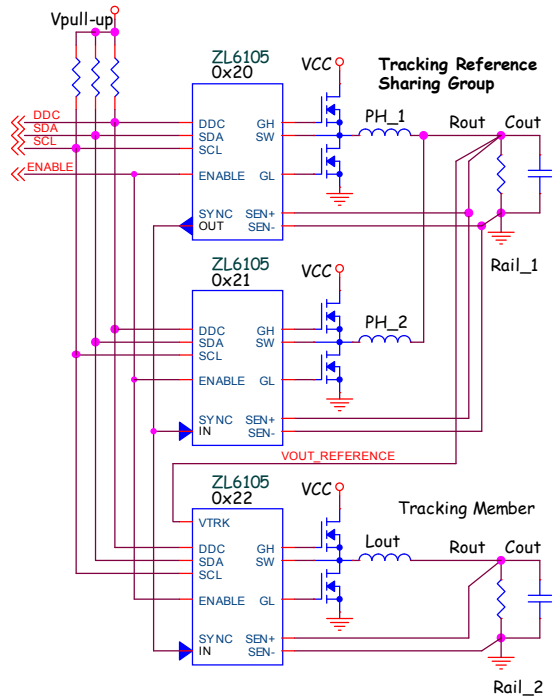 Vpull-up
ZL6105
0x20
VCC
Tracking Reference
Sharing Group
DDC
SDA
SCL
ENABLE
DDC
SDA
SCL
ENABLE
SYNC
OUT
GH
SW
GL
SEN+
SEN-
PH_1
Rout
Cout
Rail_1
ZL6105
0x21
VCC
DDC
SDA
SCL
ENABLE
SYNC
IN
GH
SW
GL
SEN+
SEN-
PH_2
VOUT_REFERENCE
ZL6105
0x22
VCC
Tracking Member
VTRK
DDC
SDA
SCL
ENABLE
SYNC
IN
GH
SW
GL
SEN+
SEN-
Lout
Rout
Cout
Rail_2